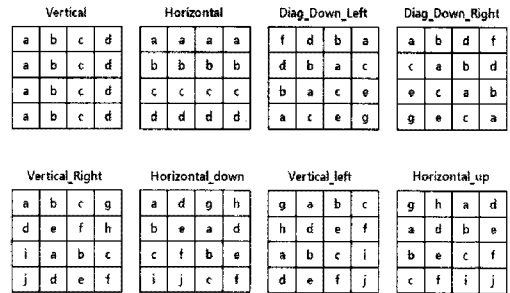 Vertical Horizontal Diag_Down_Left Diag_Down_Right
a b c d a a a a f d b a a b d f
a b c d b b b b d b a c c a b d
a b c d c c c c b a c e e c a b
a b c d d d d d a c e g g e c a
Vertical_Right Horizontal_down Vertical_left Horizontal_up
a b c g a d g h g a b c g h a d
d e f h b e a d h d e f a d b e
i a b c c f b e a b c i b e c f
j d e f i j c f d e f j c f i j